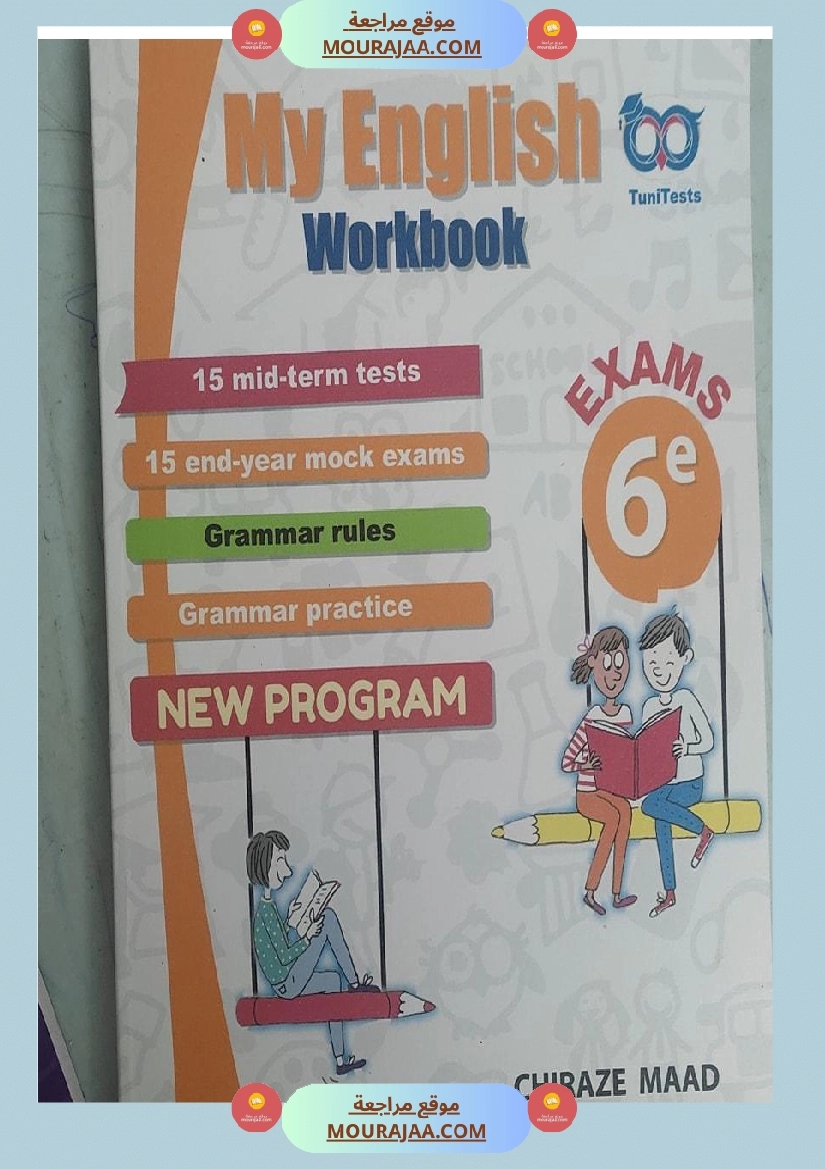 موقع مراجعة
MOURAJAA.COM
My English
TuniTests
Workbook
15 mid-term tests
EXAMS
6e
15 end-year mock exams
Grammar rules
Grammar practice
NEW PROGRAM
SCHOOL
CHIRAZE MAAD
موقع مراجعة
MOURAJAA.COM